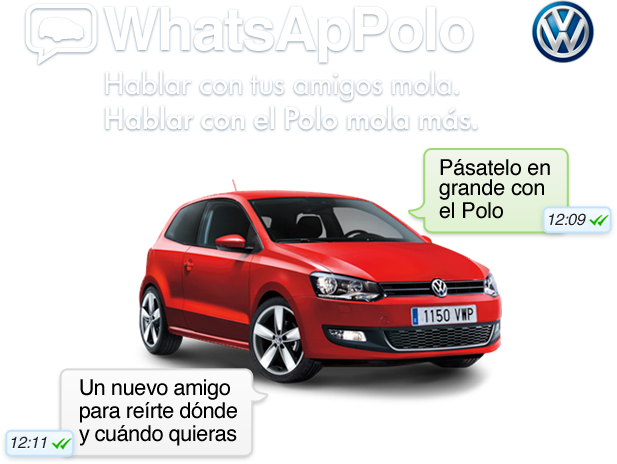 WhatsApPolo
Hablar con tus amigos mola.
Hablar con el Polo mola más.
Pásatelo en
grande con
el Polo
12:09
1150 VWP
Un nuevo amigo
para reírte dónde
y cuándo quieras
12:11